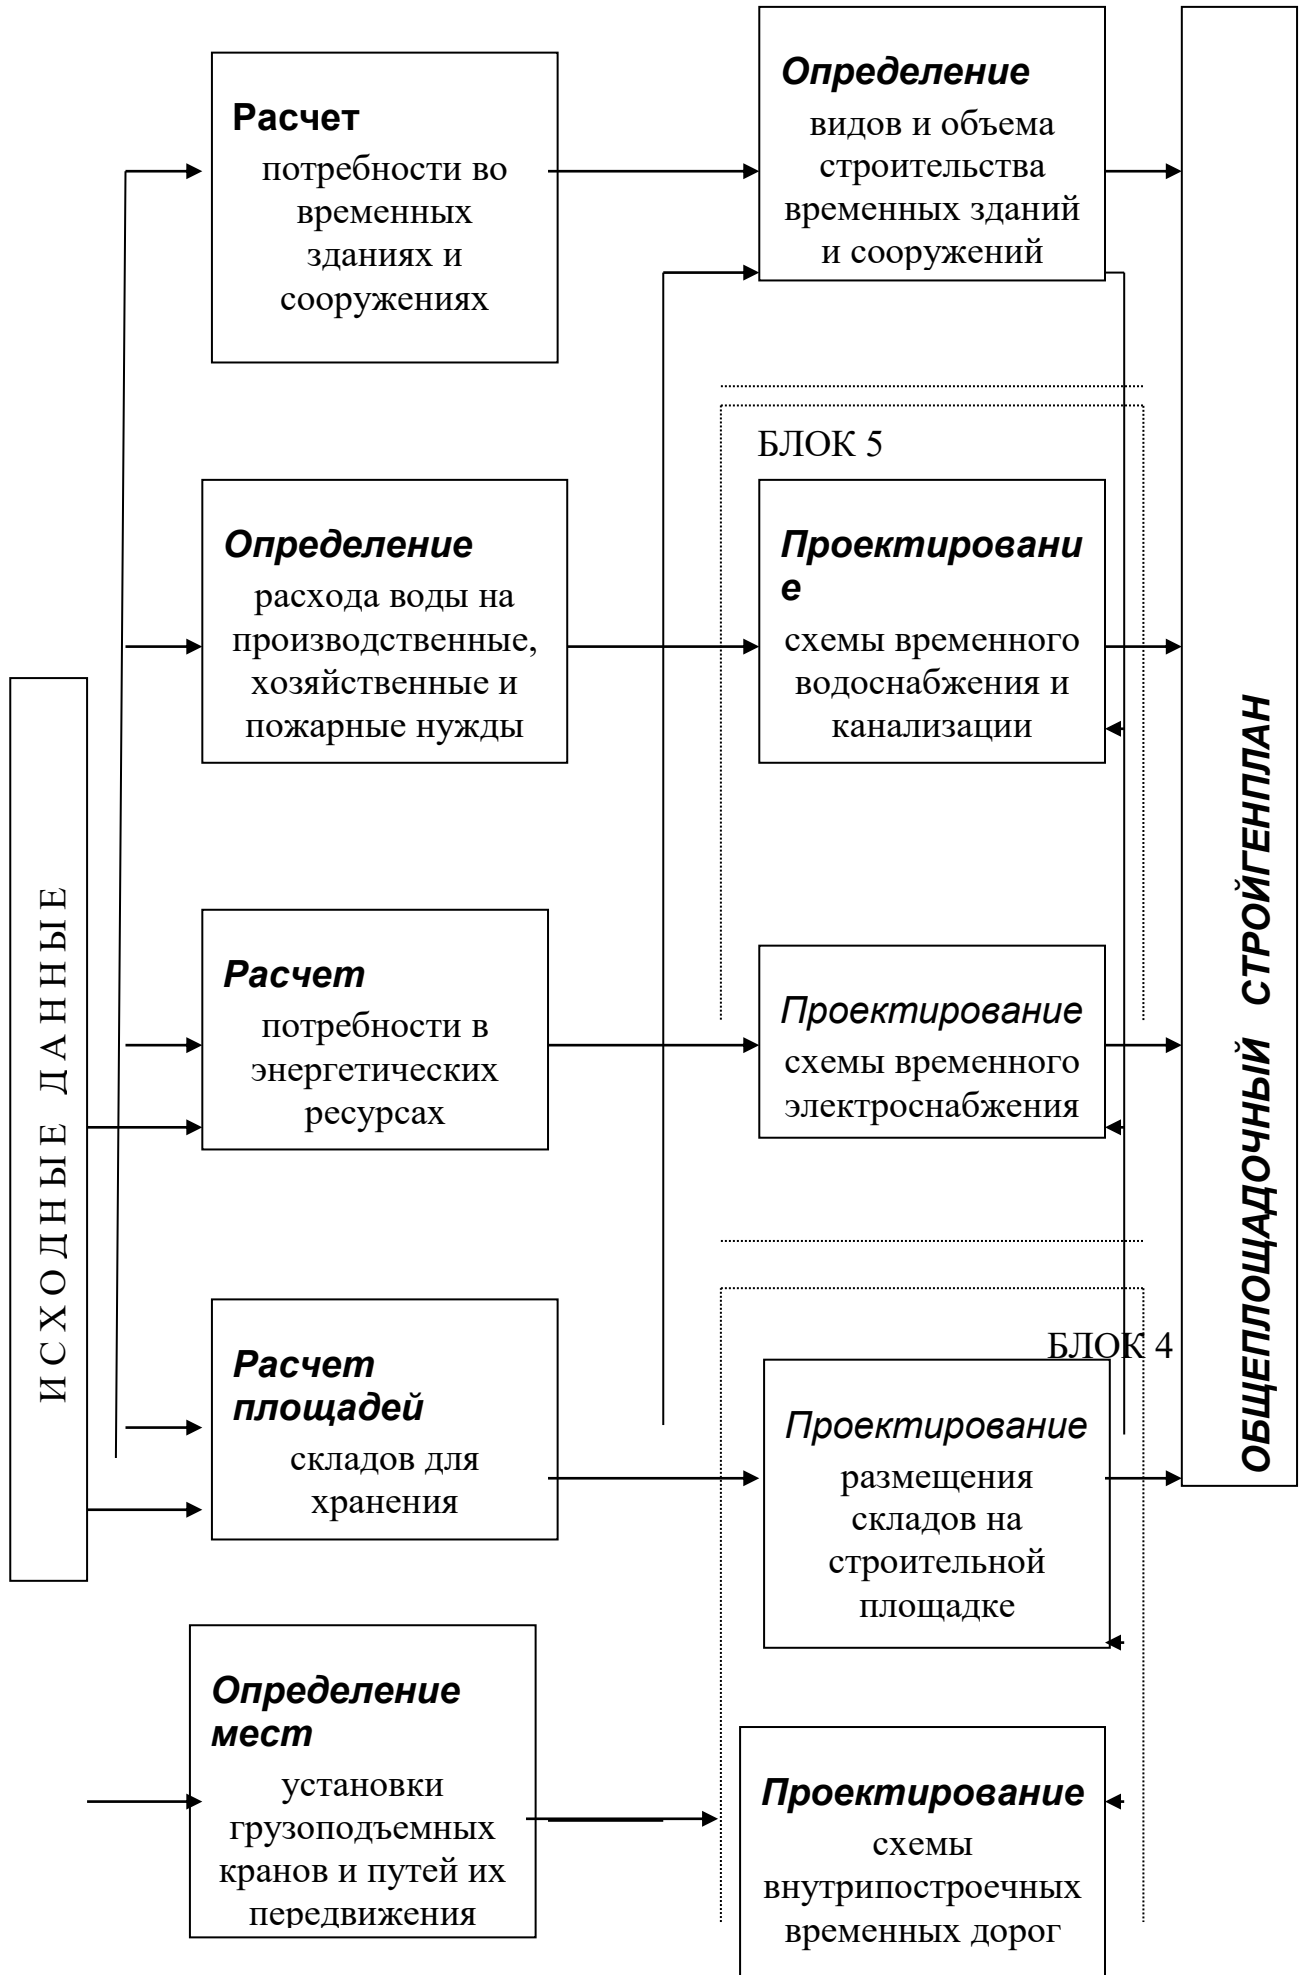 Расчет
потребности во
временных
зданиях и
сооружениях
Определение
видов и объема
строительства
временных зданий
и сооружений
БЛОК 5
Определение
расхода воды на
производственные,
хозяйственные и
пожарные нужды
Проектировани
е
схемы временного
водоснабжения и
канализации
ИСХОДНЫЕ ДАННЫЕ
Расчет
потребности в
энергетических
ресурсах
Проектирование
схемы временного
электроснабжения
ОБЩЕПЛОЩАДОЧНЫЙ СТРОЙГЕНПЛАН
Расчет
площадей
складов для
хранения
БЛОК 4
Проектирование
размещения
складов на
строительной
площадке
Определение
мест
установки
грузоподъемных
кранов и путей их
передвижения
Проектирование
схемы
внутрипостроечных
временных дорог